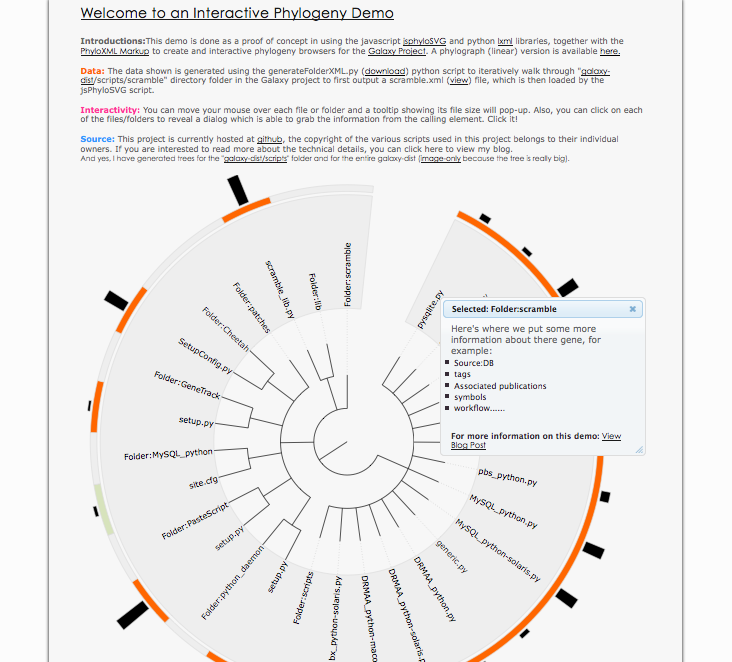 Welcome to an Interactive Phylogeny Demo
Introductions:This demo is done as a proof of concept in using the javascript jsphyloSVG and python lxml libraries, together with the
PhyloXML Markup to create and interactive phylogeny browsers for the Galaxy Project. A phylograph (linear) version is available here.
Data: The data shown is generated using the generateFolderXML.py (download) python script to iteratively walk through "galaxy-
dist/scripts/scramble" directory folder in the Galaxy project to first output a scramble.xml (view) file, which is then loaded by the
jsPhyloSVG script.
Interactivity: You can move your mouse over each file or folder and a tooltip showing its file size will pop-up. Also, you can click on each
of the files/folders to reveal a dialog which is able to grab the information from the calling element. Click it!
Source: This project is currently hosted at github, the copyright of the various scripts used in this project belongs to their individual
owners. If you are interested to read more about the technical details, you can click here to view my blog.
And yes, I have generated trees for the "galaxy-dist/scripts" folder and for the entire galaxy-dist (image-only because the tree is really big).
Folder:scramble
Folder:lib
scramble_lib.py
Folder:patches
Folder:Cheetah
SetupConfig.py
Folder:GeneTrack
setup.py
Folder:MySQL_python
site.cfg
Folder:PasteScript
setup.py
Folder:python_daemon
setup.py
Folder:scripts
bx_python-solaris.py
DRMAA_python-maco
DRMAA_python-solaris.p
DRMAA_python.py
generic.py
MySQL_python-solaris.py
MySQL_python.py
pbs_python.py
pysqlite.py
Selected: Folder:scramble
Here's where we put some more
information about there gene, for
example:
Source:DB
tags
Associated publications
symbols
workflow......
For more information on this demo: View
Blog Post